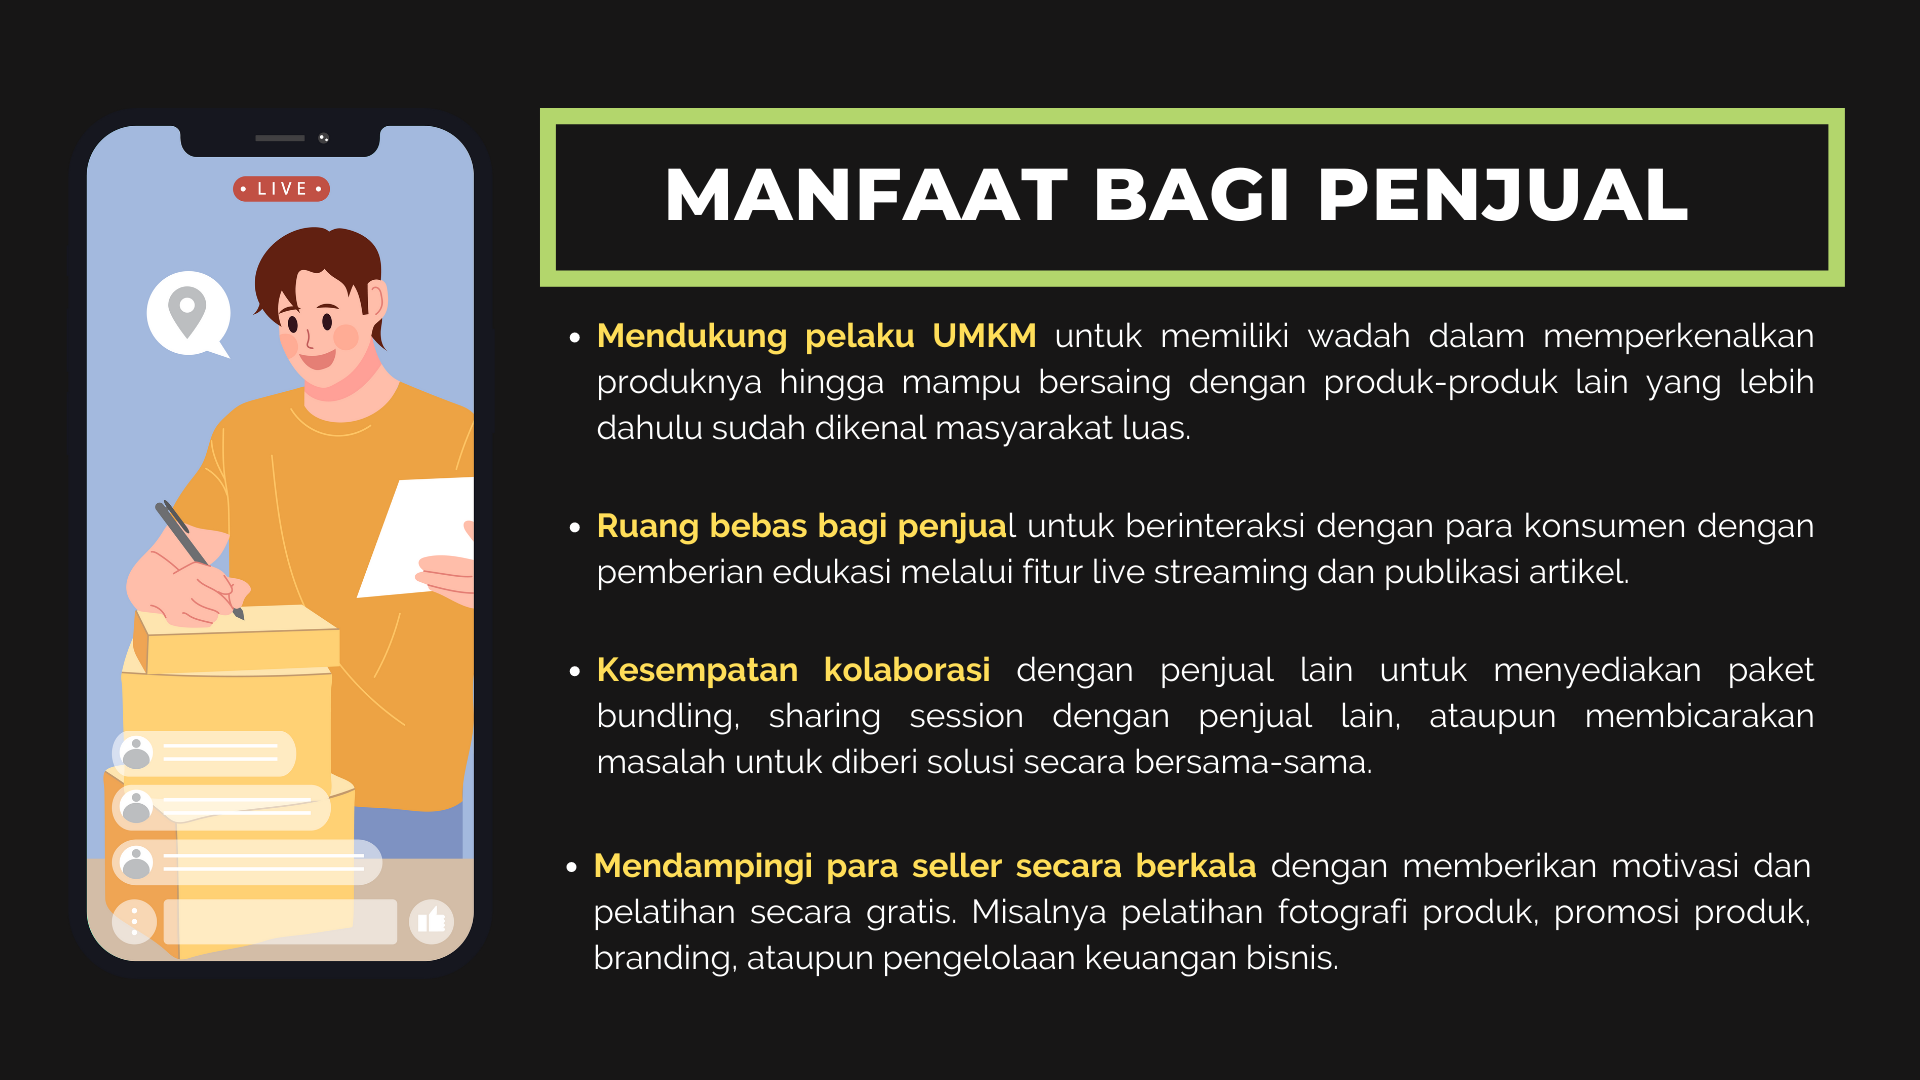 • LIVE •
MANFAAT BAGI PENJUAL
• Mendukung pelaku UMKM untuk memiliki wadah dalam memperkenalkan
produknya hingga mampu bersaing dengan produk-produk lain yang lebih
dahulu sudah dikenal masyarakat luas.
• Ruang bebas bagi penjual untuk berinteraksi dengan para konsumen dengan
pemberian edukasi melalui fitur live streaming dan publikasi artikel.
• Kesempatan kolaborasi dengan penjual lain untuk menyediakan paket
bundling, sharing session dengan penjual lain, ataupun membicarakan
masalah untuk diberi solusi secara bersama-sama.
• Mendampingi para seller secara berkala dengan memberikan motivasi dan
pelatihan secara gratis. Misalnya pelatihan fotografi produk, promosi produk,
branding, ataupun pengelolaan keuangan bisnis.